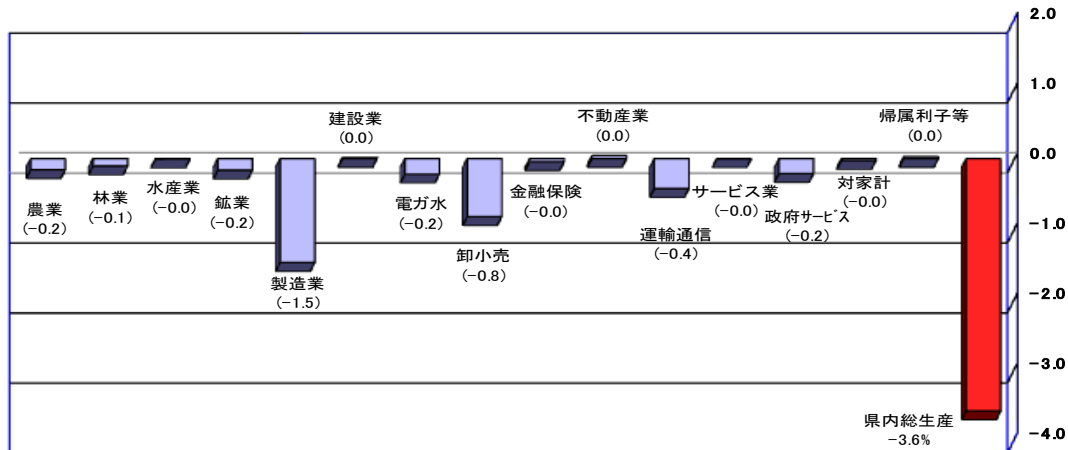 2.0
1.0
0.0
-1.0
-2.0
-3.0
-4.0
農業
(-0.2)
林業
(-0.1)
水産業
(-0.0)
鉱業
(-0.2)
製造業
(-1.5)
建設業
(0.0)
電ガ水
(-0.2)
卸小売
(-0.8)
金融保険
(-0.0)
不動産業
(0.0)
運輸通信
(-0.4)
サービス業
(-0.0)
政府サービス
(-0.2)
対家計
(-0.0)
帰属利子等
(0.0)
県内総生産
-3.6%